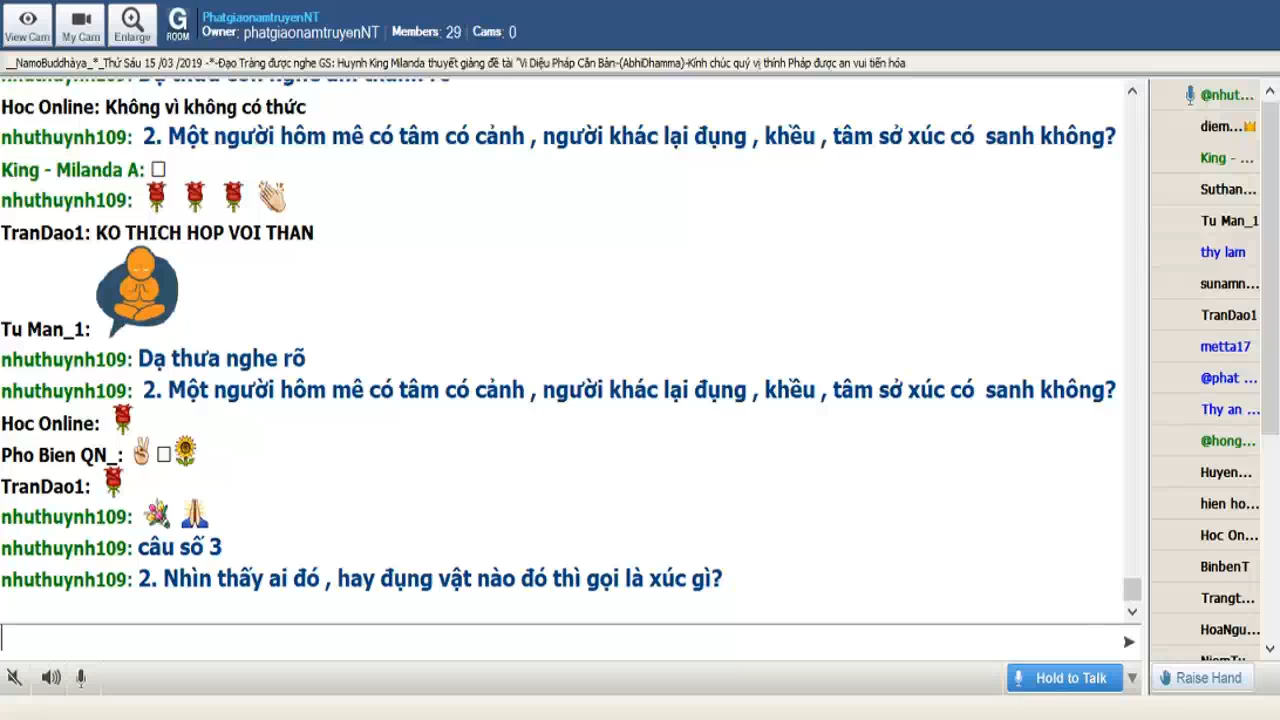 View Cam
My Cam
Enlarge
G
ROOM
PhatgiaonamtruyenNT
Owner: phatgiaonamtruyenNT Members: 29 Cams: 0
__NamoBuddhàya_*_Thứ Sáu 15 /03 /2019 -*-Đạo Tràng được nghe GS: Huynh King Milanda thuyết giảng đề tài "Vi Diệu Pháp Căn Bản-(AbhiDhamma)-Kính chúc quý vị thính Pháp được an vui tiến hóa
Hoc Online: Không vì không có thức
nhuthuynh109: 2. Một người hôm mê có tâm có cảnh , người khác lại đụng , khều , tâm sở xúc có sanh không?
King - Milanda A:
nhuthuynh109:
TranDao1: KO THICH HOP VOI THAN
Tu Man_1:
nhuthuynh109: Dạ thưa nghe rõ
nhuthuynh109: 2. Một người hôm mê có tâm có cảnh , người khác lại đụng , khều , tâm sở xúc có sanh không?
Hoc Online:
Pho Bien QN_:
TranDao1:
nhuthuynh109:
nhuthuynh109: câu số 3
nhuthuynh109: 2. Nhìn thấy ai đó , hay đụng vật nào đó thì gọi là xúc gì?
Hold to Talk
@nhut...
diem...
King - ...
Suthan...
Tu Man_1
thy lam
sunamn...
TranDao1
metta17
@phat ...
Thy an ...
@hong...
Huyen...
hien ho...
Hoc On...
BinbenT
Trangt...
HoaNgu...
Raise Hand